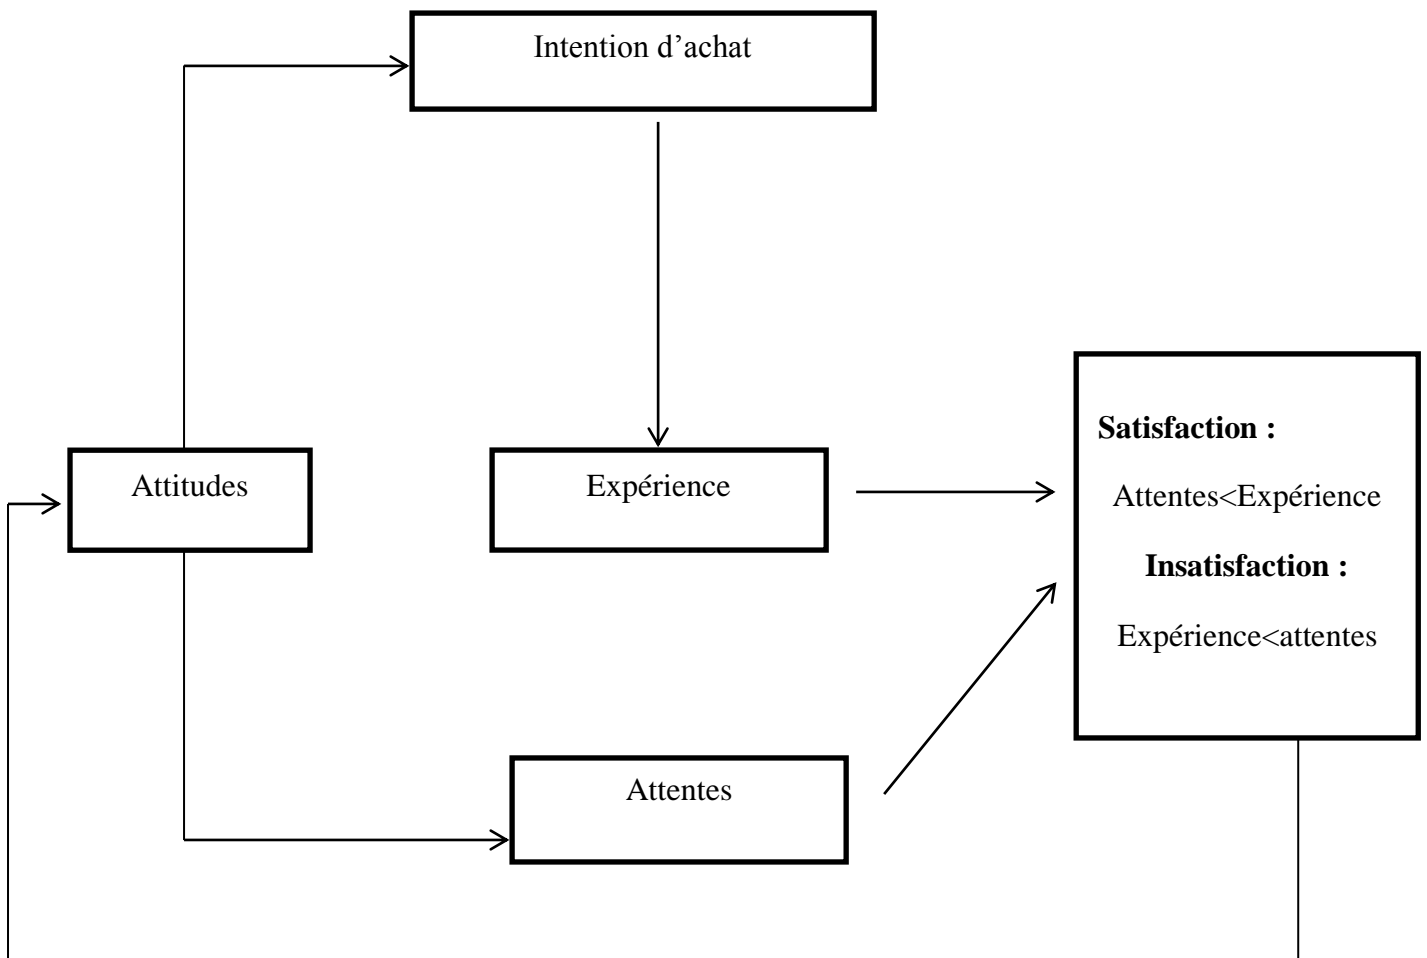 Intention d’achat
Attitudes
Expérience
Attentes
Satisfaction :
Attentes<Expérience
Insatisfaction :
Expérience<attentes